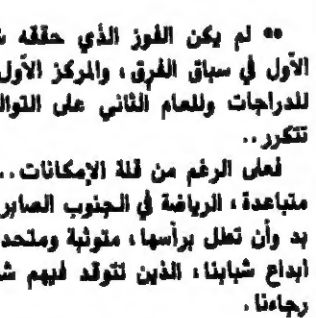 ●● لم يكن الفوز الذي حققه
الأول في سباق الفرق، والمركز الأول
للدراجات وللعام الثاني على التوال
تتكرر..
فعلى الرغم من قلة الإمكانات..
متباعدة، الرياضة في الجنوب الصابر
بد وأن تطل برأسها، متوثبة ومتحد
ابداع شبابنا، الذين تتوقد فيهم ش
رجاءنا.